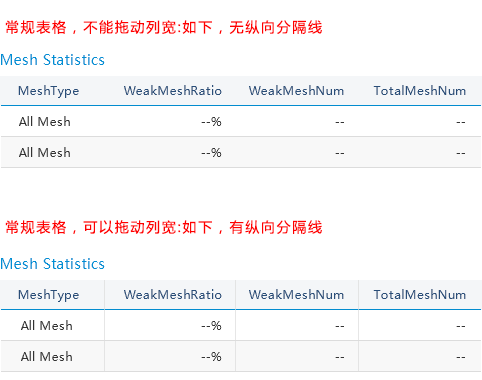 常规表格，不能拖动列宽:如下，无纵向分隔线
Mesh Statistics
MeshType WeakMeshRatio WeakMeshNum TotalMeshNum
All Mesh --% -- --
All Mesh --% -- --
常规表格，可以拖动列宽:如下，有纵向分隔线
Mesh Statistics
MeshType WeakMeshRatio WeakMeshNum TotalMeshNum
All Mesh --% -- --
All Mesh --% -- --